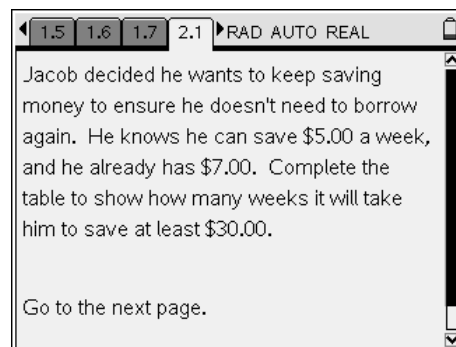 1.5 1.6 1.7 2.1 RAD AUTO REAL
Jacob decided he wants to keep saving
money to ensure he doesn't need to borrow
again. He knows he can save $5.00 a week,
and he already has $7.00. Complete the
table to show how many weeks it will take
him to save at least $30.00.
Go to the next page.